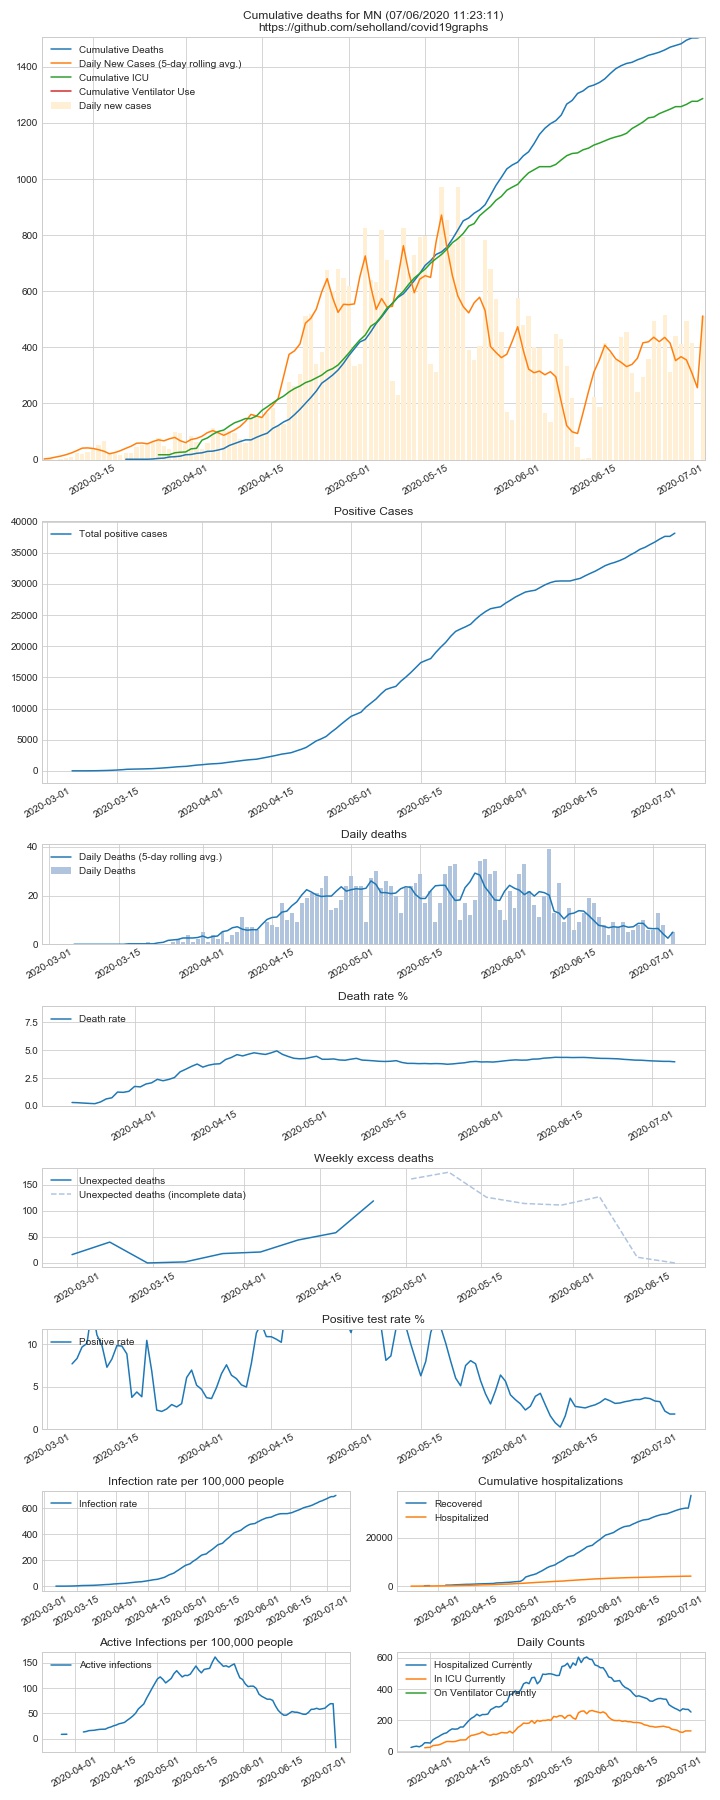 Cumulative deaths for MN (07/06/2020 11:23:11)
https://github.com/seholland/covid19graphs
Cumulative Deaths
Daily New Cases (5-day rolling avg.)
Cumulative ICU
Cumulative Ventilator Use
Daily new cases
1400
1200
1000
800
600
400
200
0
2020-03-15 2020-04-01 2020-04-15 2020-05-01 2020-05-15 2020-06-01 2020-06-15 2020-07-01
Positive Cases
Total positive cases
40000
35000
30000
25000
20000
15000
10000
5000
0
2020-03-01 2020-03-15 2020-04-01 2020-04-15 2020-05-01 2020-05-15 2020-06-01 2020-06-15 2020-07-01
Daily deaths
Daily Deaths (5-day rolling avg.)
Daily Deaths
40
20
0
2020-03-01 2020-03-15 2020-04-01 2020-04-15 2020-05-01 2020-05-15 2020-06-01 2020-06-15 2020-07-01
Death rate %
Death rate
7.5
5.0
2.5
0.0
2020-04-01 2020-04-15 2020-05-01 2020-05-15 2020-06-01 2020-06-15 2020-07-01
Weekly excess deaths
Unexpected deaths
Unexpected deaths (incomplete data)
150
100
50
0
2020-03-01 2020-03-15 2020-04-01 2020-04-15 2020-05-01 2020-05-15 2020-06-01 2020-06-15
Positive test rate %
Positive rate
10
5
0
2020-03-01 2020-03-15 2020-04-01 2020-04-15 2020-05-01 2020-05-15 2020-06-01 2020-06-15 2020-07-01
Infection rate per 100,000 people
Infection rate
600
400
200
0
2020-03-01 2020-03-15 2020-04-01 2020-04-15 2020-05-01 2020-05-15 2020-06-01 2020-06-15 2020-07-01
Cumulative hospitalizations
Recovered
Hospitalized
20000
0
2020-04-01 2020-04-15 2020-05-01 2020-05-15 2020-06-01 2020-06-15 2020-07-01
Active Infections per 100,000 people
Active infections
150
100
50
0
2020-04-01 2020-04-15 2020-05-01 2020-05-15 2020-06-01 2020-06-15 2020-07-01
Daily Counts
Hospitalized Currently
In ICU Currently
On Ventilator Currently
600
400
200
0
2020-04-01 2020-04-15 2020-05-01 2020-05-15 2020-06-01 2020-06-15 2020-07-01